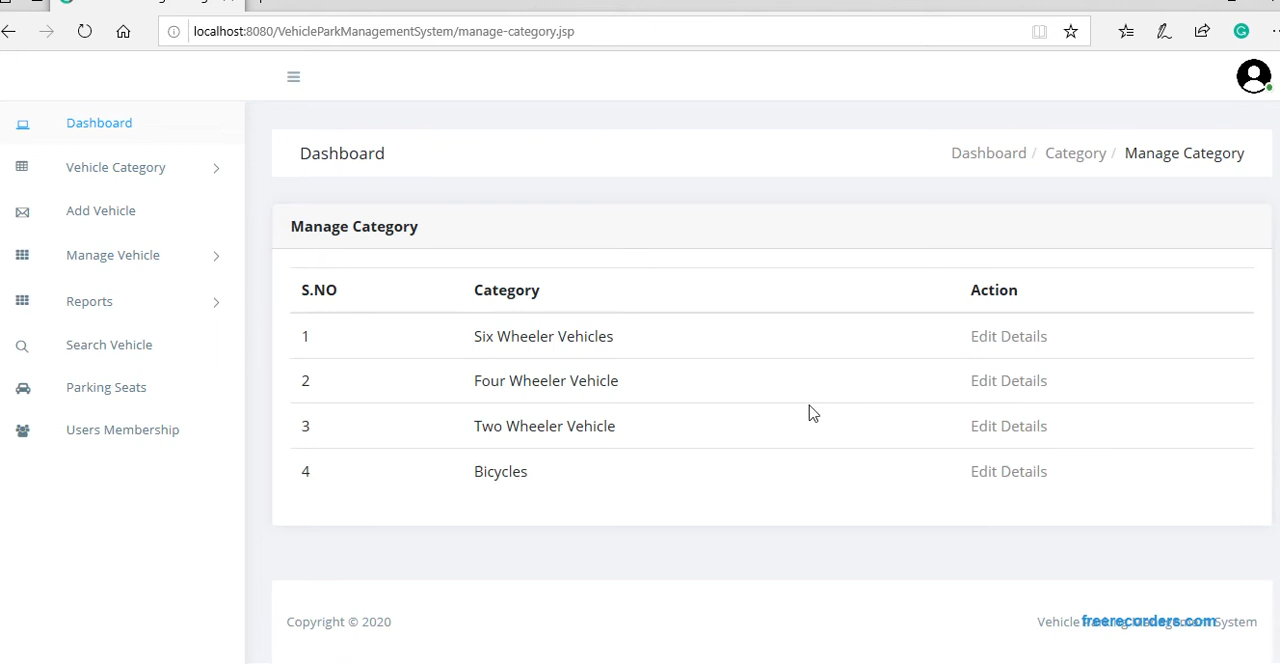 localhost:8080/VehicleParkManagementSystem/manage-category.jsp
Dashboard
Vehicle Category
Add Vehicle
Manage Vehicle
Reports
Search Vehicle
Parking Seats
Users Membership
Dashboard
Dashboard / Category / Manage Category
Manage Category
S.NO Category Action
1 Six Wheeler Vehicles Edit Details
2 Four Wheeler Vehicle Edit Details
3 Two Wheeler Vehicle Edit Details
4 Bicycles Edit Details
Copyright © 2020
Vehicle System
freerecorders.com